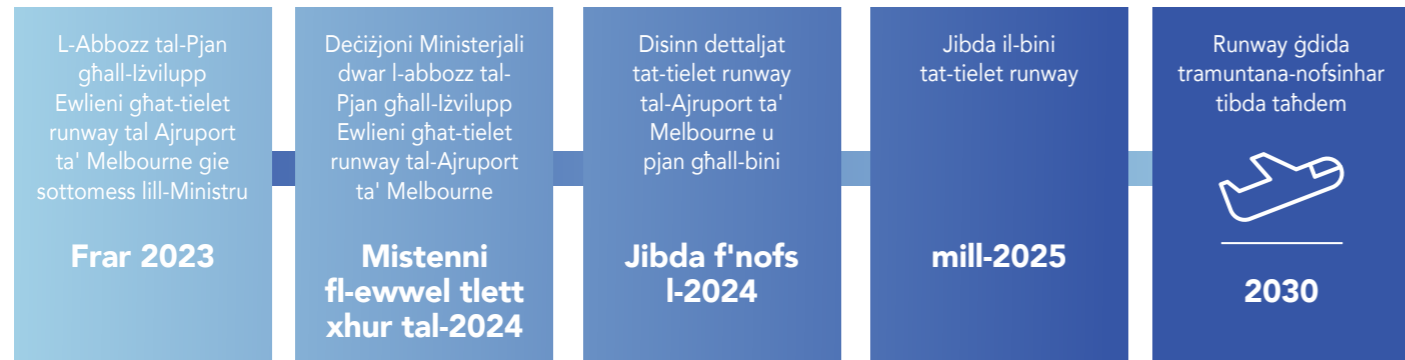 L-Abbozz tal-Pjan
għall-Iżvilupp
Ewlieni għat-tielet
runway tal Ajruport
ta' Melbourne gie
sottomess lill-Ministru
Frar 2023
Deċiżjoni Ministerjali
dwar l-abbozz tal-
Pjan għall-Iżvilupp
Ewlieni għat-tielet
runway tal-Ajruport
ta' Melbourne
Mistenni
fl-ewwel tlett
xhur tal-2024
Disinn dettaljat
tat-tielet runway
tal-Ajruport ta'
Melbourne u
pjan għall-bini
Jibda f'nofs
l-2024
Jibda il-bini
tat-tielet runway
mill-2025
Runway ġdida
tramuntana-nofsinhar
tibda taħdem
2030